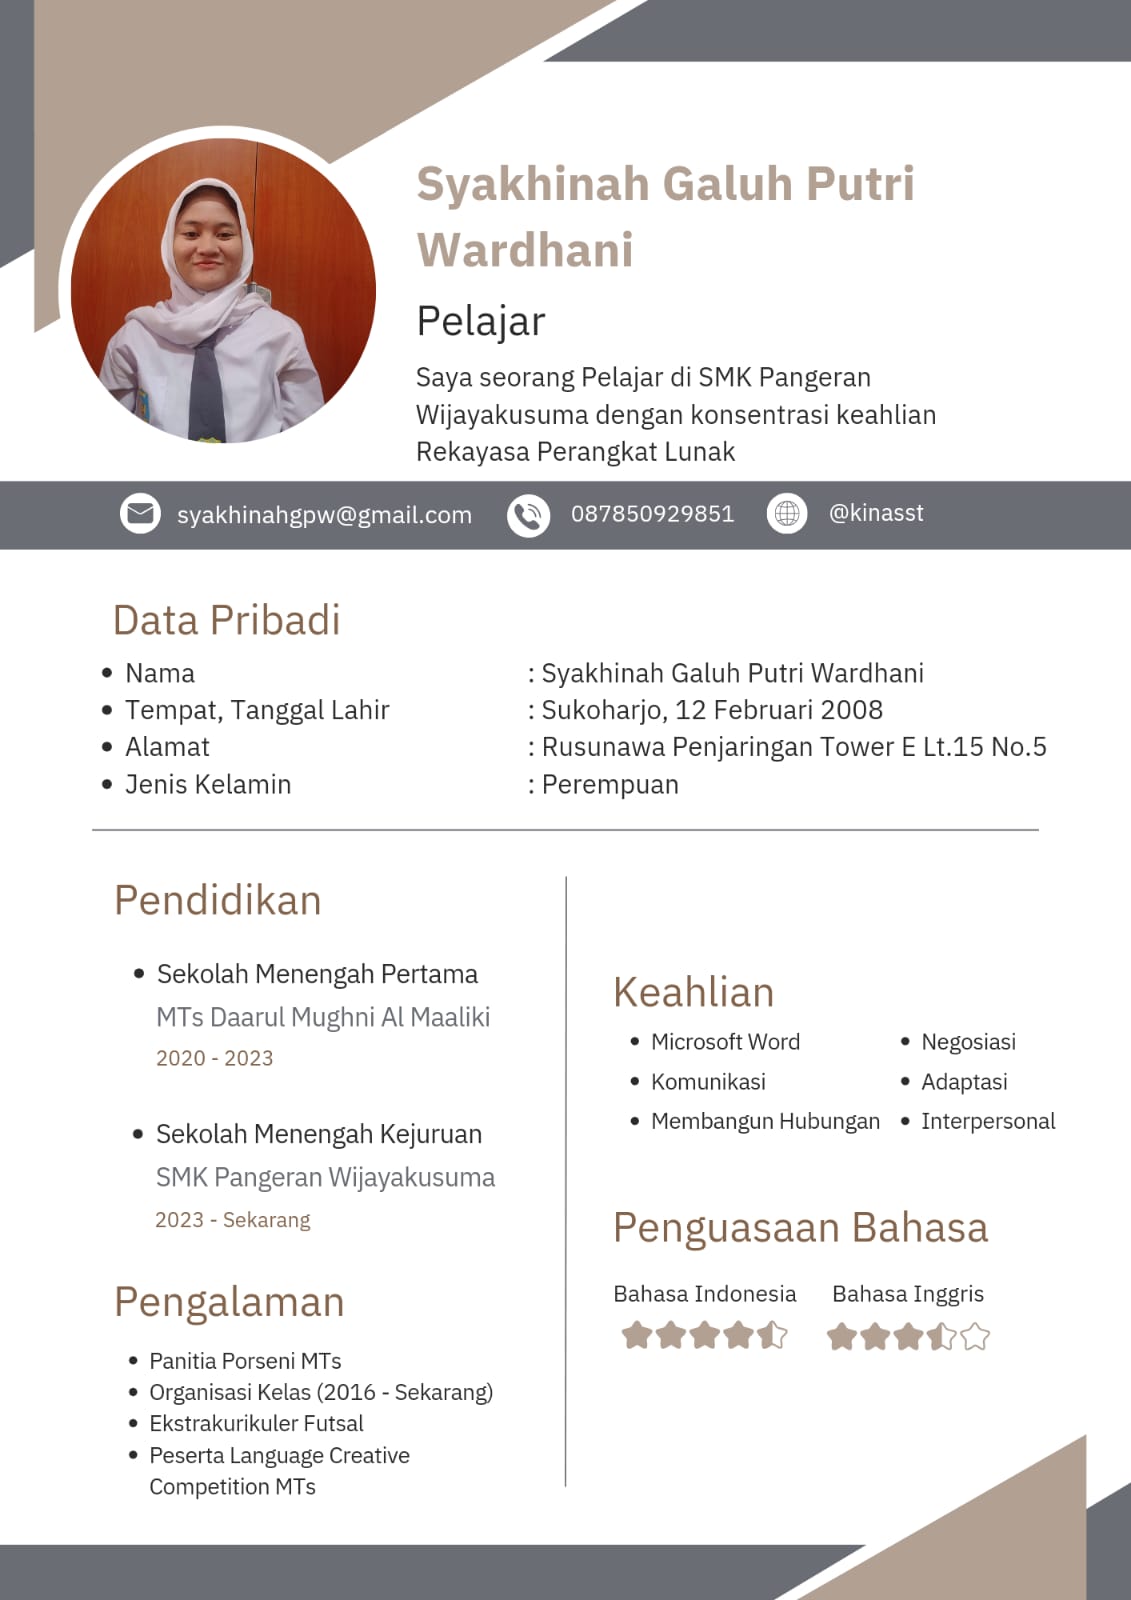 Syakhinah Galuh Putri
Wardhani
Pelajar
Saya seorang Pelajar di SMK Pangeran
Wijayakusuma dengan konsentrasi keahlian
Rekayasa Perangkat Lunak
syakhinahgpw@gmail.com
087850929851
@kinasst
Data Pribadi
• Nama : Syakhinah Galuh Putri Wardhani
• Tempat, Tanggal Lahir : Sukoharjo, 12 Februari 2008
• Alamat : Rusunawa Penjaringan Tower E Lt.15 No.5
• Jenis Kelamin : Perempuan
Pendidikan
• Sekolah Menengah Pertama
MTs Daarul Mughni Al Maaliki
2020 - 2023
• Sekolah Menengah Kejuruan
SMK Pangeran Wijayakusuma
2023 - Sekarang
Pengalaman
• Panitia Porseni MTs
• Organisasi Kelas (2016 - Sekarang)
• Ekstrakurikuler Futsal
• Peserta Language Creative
Competition MTs
Keahlian
• Microsoft Word
• Komunikasi
• Membangun Hubungan
• Negosiasi
• Adaptasi
• Interpersonal
Penguasaan Bahasa
Bahasa Indonesia
Bahasa Inggris